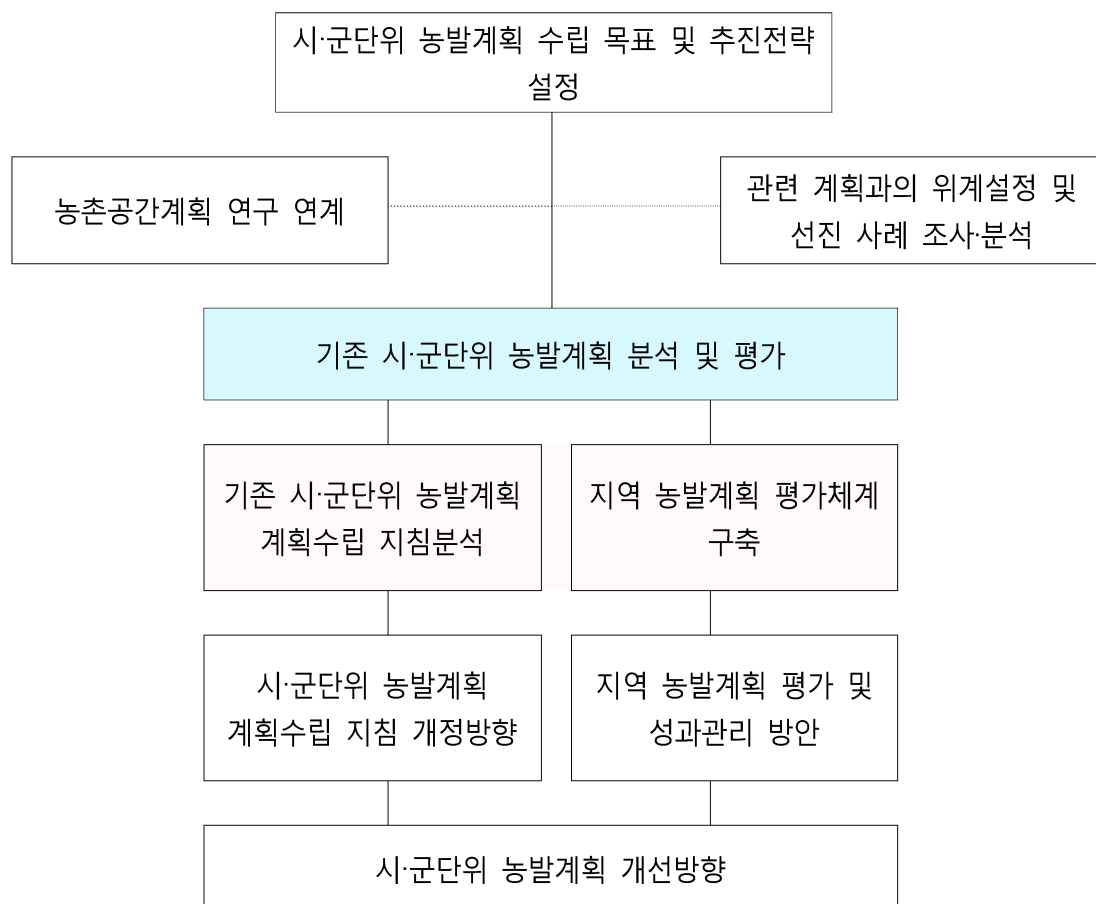 시·군단위 농발계획 수립 목표 및 추진전략
설정
농촌공간계획 연구 연계
관련 계획과의 위계설정 및
선진 사례 조사·분석
기존 시·군단위 농발계획 분석 및 평가
기존 시·군단위 농발계획
계획수립 지침분석
지역 농발계획 평가체계
구축
시·군단위 농발계획
계획수립 지침 개정방향
지역 농발계획 평가 및
성과관리 방안
시·군단위 농발계획 개선방향